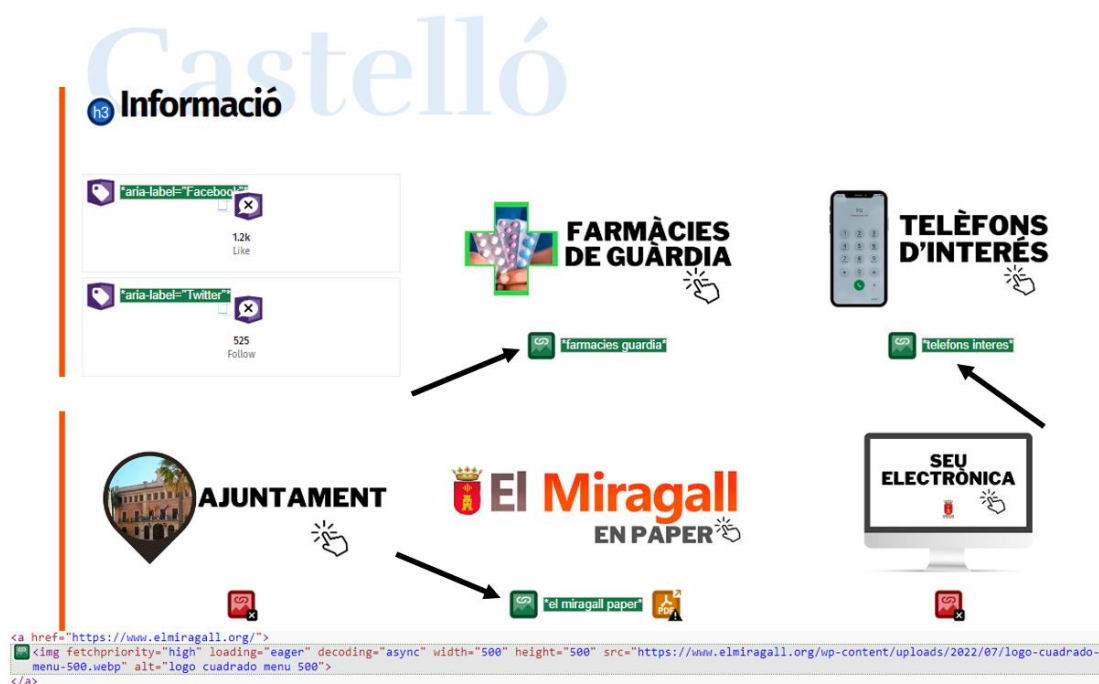 Castelló
h3 Informació
*aria-label="Facebook"*
1.2k
Like
*aria-label="Twitter"*
525
Follow
FARMÀCIES
DE GUÀRDIA
*farmacies guardia*
TELÈFONS
D'INTERÉS
*telefons interes*
AJUNTAMENT
El Miragall
EN PAPER
*el miragall paper*
PDF
SEU
ELECTRÒNICA
<a href="https://www.elmiragall.org/">
<img fetchpriority="high" loading="eager" decoding="async" width="500" height="500" src="https://www.elmiragall.org/wp-content/uploads/2022/07/logo-cuadrado-
menu-500.webp" alt="logo cuadrado menu 500">
</a>